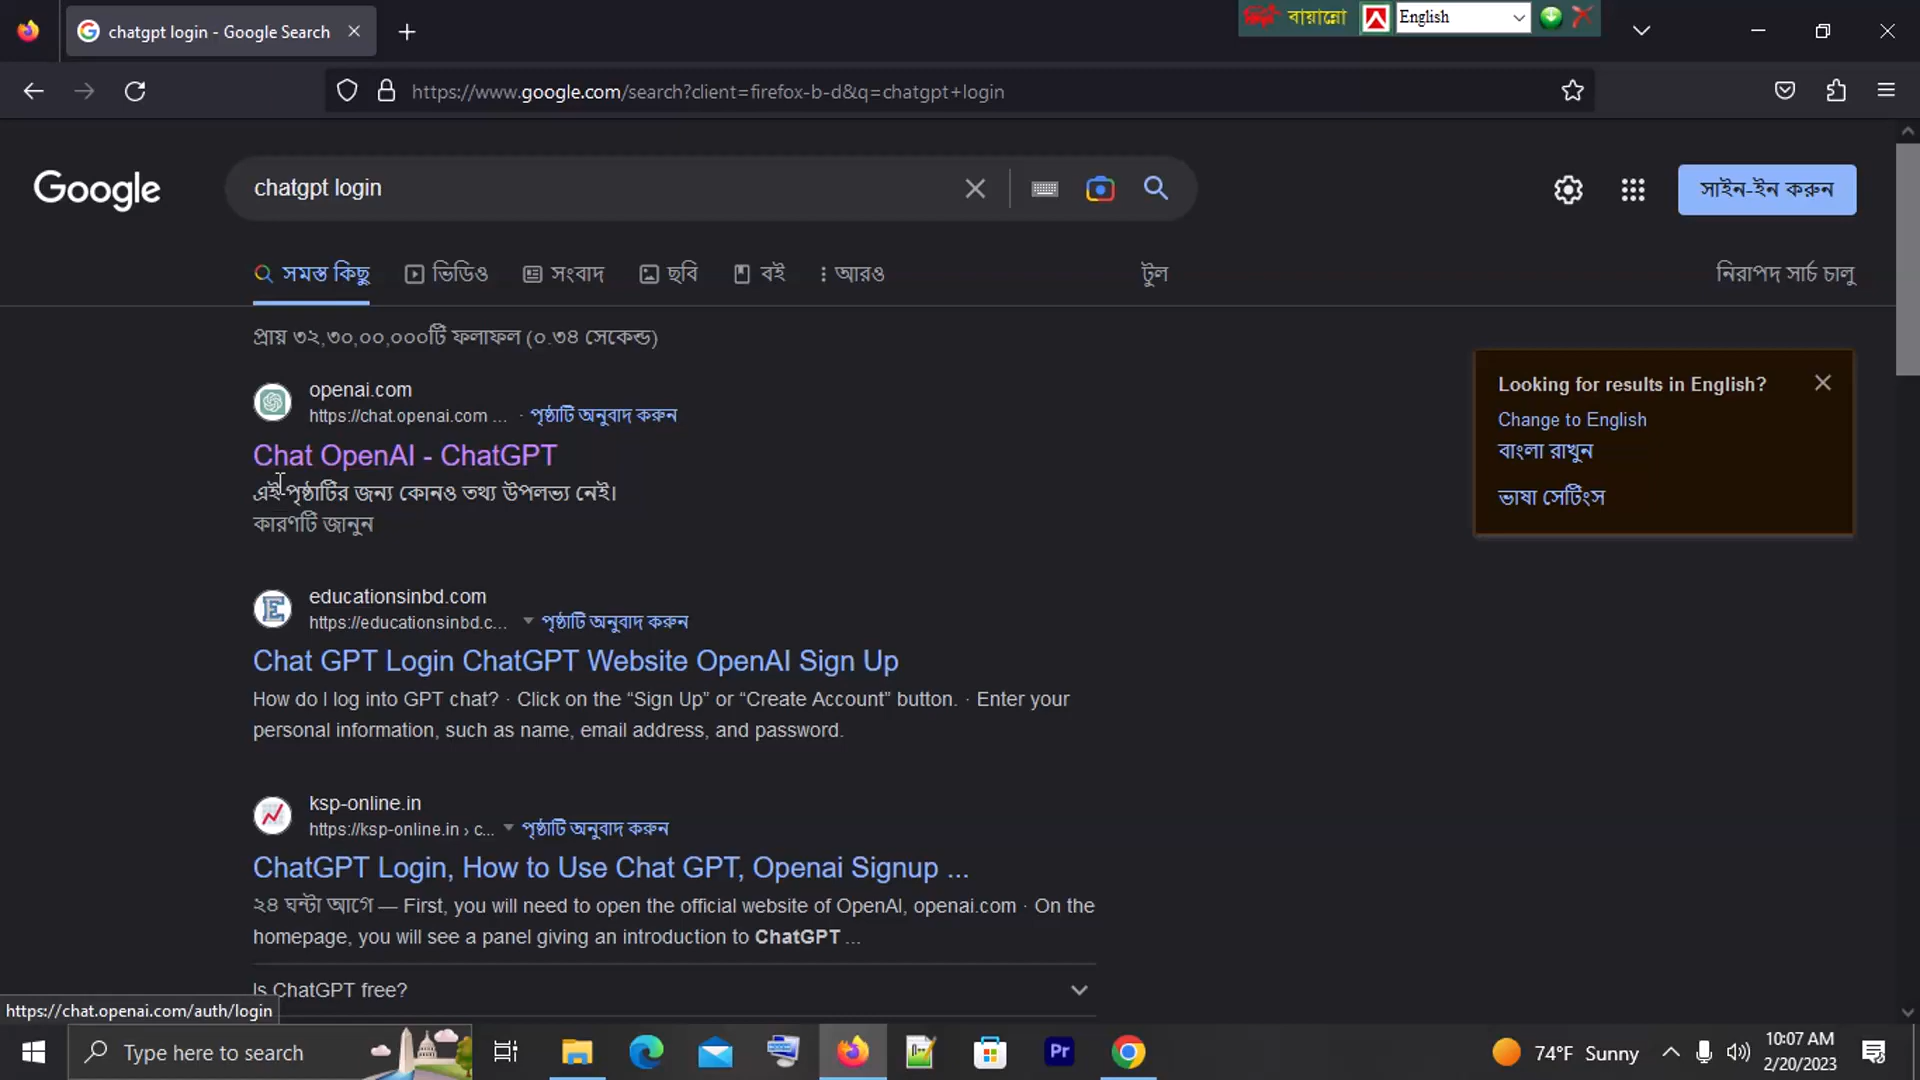 chatgpt login - Google Search
বায়ান্নো
English
https://www.google.com/search?client=firefox-b-d&q=chatgpt+login
Google
chatgpt login
সাইন-ইন করুন
সমস্ত কিছু
ভিডিও
সংবাদ
ছবি
বই
আরও
টুল
নিরাপদ সার্চ চালু
প্রায় ৩২,৩০,০০,০০০টি ফলাফল (০.৩৪ সেকেন্ড)
openai.com
https://chat.openai.com ... · পৃষ্ঠাটি অনুবাদ করুন
Chat OpenAI - ChatGPT
এই পৃষ্ঠাটির জন্য কোনও তথ্য উপলভ্য নেই।
কারণটি জানুন
Looking for results in English?
Change to English
বাংলা রাখুন
ভাষা সেটিংস
educationsinbd.com
https://educationsinbd.c... পৃষ্ঠাটি অনুবাদ করুন
Chat GPT Login ChatGPT Website OpenAI Sign Up
How do I log into GPT chat? · Click on the “Sign Up” or “Create Account” button. · Enter your
personal information, such as name, email address, and password.
ksp-online.in
https://ksp-online.in › c... পৃষ্ঠাটি অনুবাদ করুন
ChatGPT Login, How to Use Chat GPT, Openai Signup ...
২৪ ঘন্টা আগে — First, you will need to open the official website of OpenAI, openai.com · On the
homepage, you will see a panel giving an introduction to ChatGPT ...
Is ChatGPT free?
https://chat.openai.com/auth/login
Type here to search
Pr
74°F Sunny
10:07 AM
2/20/2023